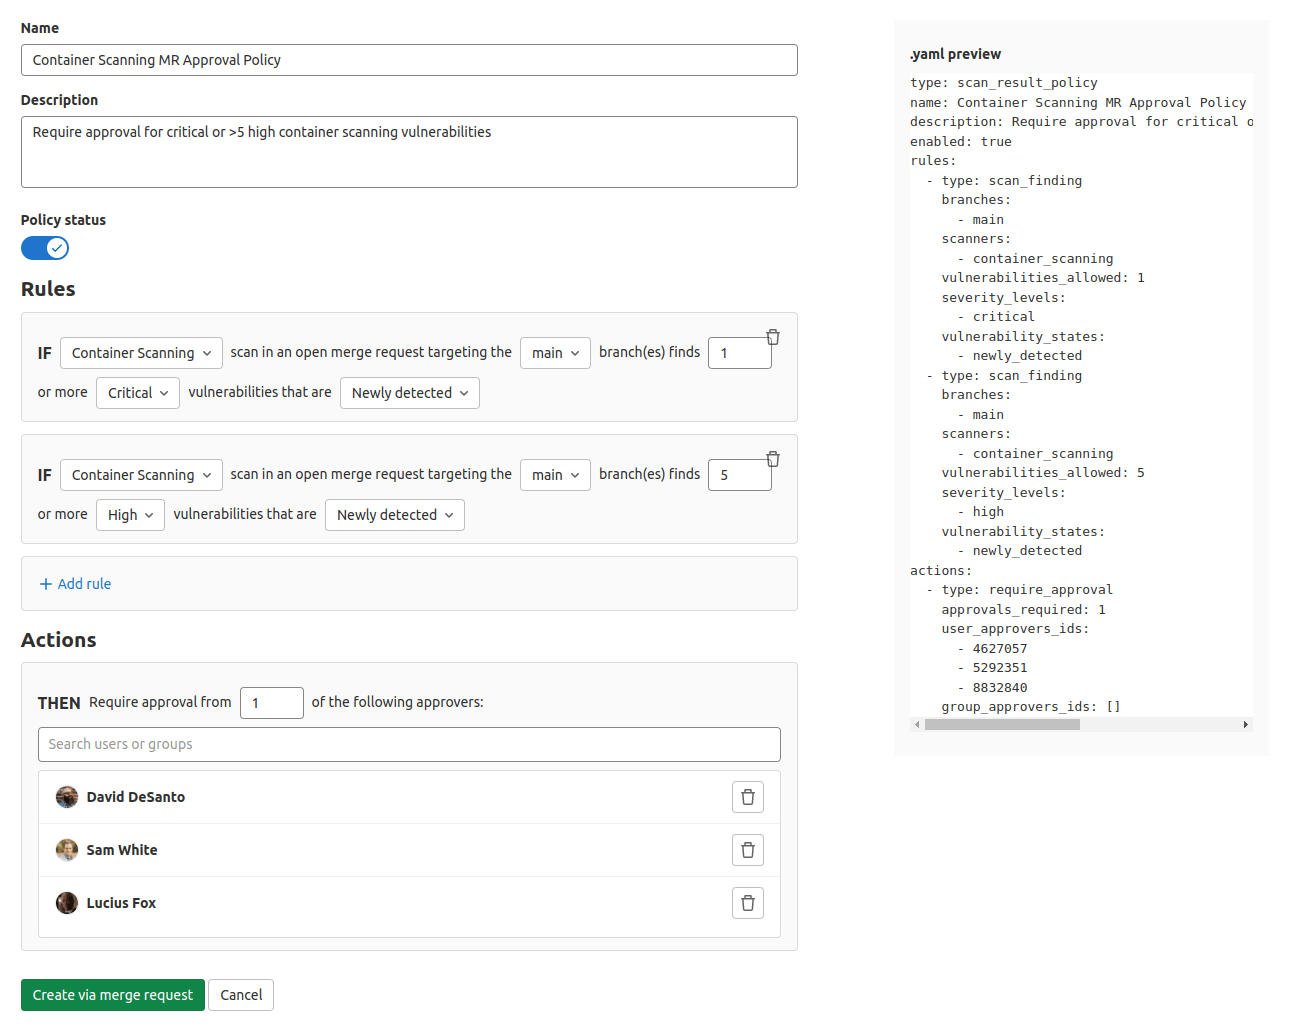 Name
Container Scanning MR Approval Policy
Description
Require approval for critical or >5 high container scanning vulnerabilities
Policy status
Rules
IF Container Scanning scan in an open merge request targeting the main branch(es) finds 1
or more Critical vulnerabilities that are Newly detected
IF Container Scanning scan in an open merge request targeting the main branch(es) finds 5
or more High vulnerabilities that are Newly detected
+ Add rule
Actions
THEN Require approval from 1 of the following approvers:
Search users or groups
David DeSanto
Sam White
Lucius Fox
Create via merge request Cancel
.yaml preview
type: scan_result_policy
name: Container Scanning MR Approval Policy
description: Require approval for critical o
enabled: true
rules:
- type: scan_finding
branches:
- main
scanners:
- container_scanning
vulnerabilities_allowed: 1
severity_levels:
- critical
vulnerability_states:
- newly_detected
- type: scan_finding
branches:
- main
scanners:
- container_scanning
vulnerabilities_allowed: 5
severity_levels:
- high
vulnerability_states:
- newly_detected
actions:
- type: require_approval
approvals_required: 1
user_approvers_ids:
- 4627057
- 5292351
- 8832840
group_approvers_ids: []